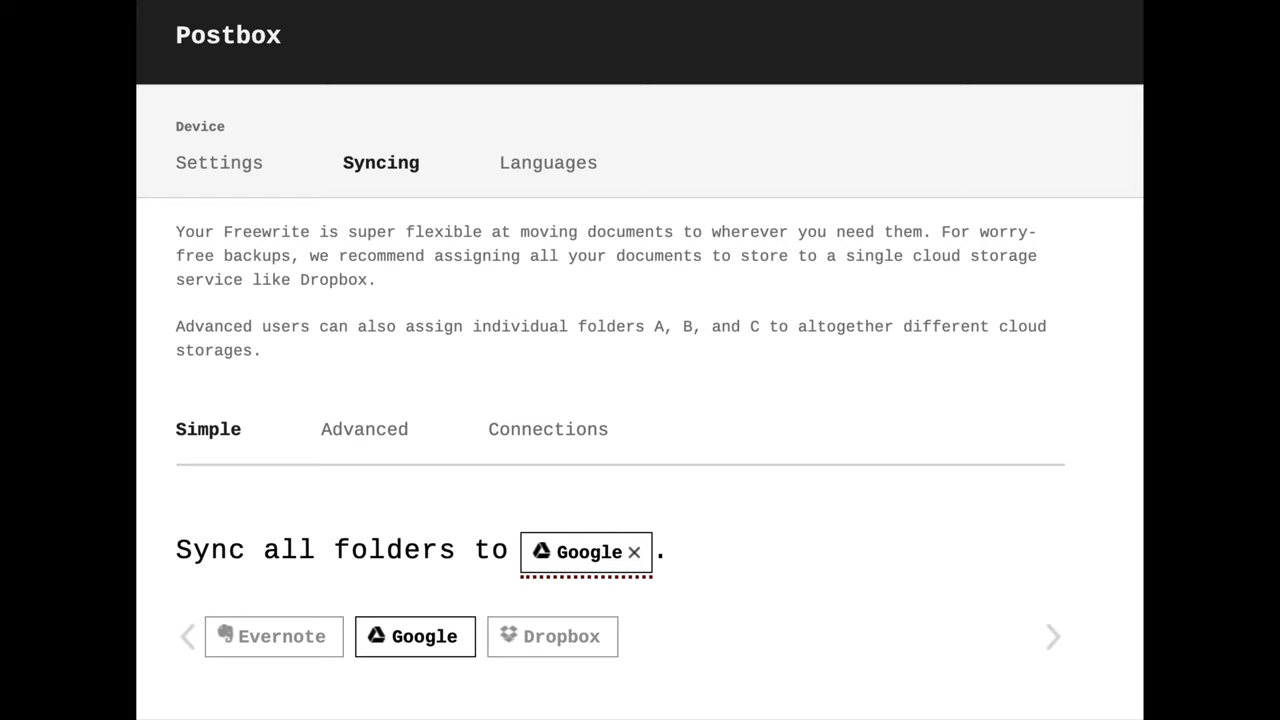 Postbox
Device
Settings Syncing Languages
Your Freewrite is super flexible at moving documents to wherever you need them. For worry-
free backups, we recommend assigning all your documents to store to a single cloud storage
service like Dropbox.
Advanced users can also assign individual folders A, B, and C to altogether different cloud
storages.
Simple Advanced Connections
Sync all folders to Google × .
Evernote Google Dropbox